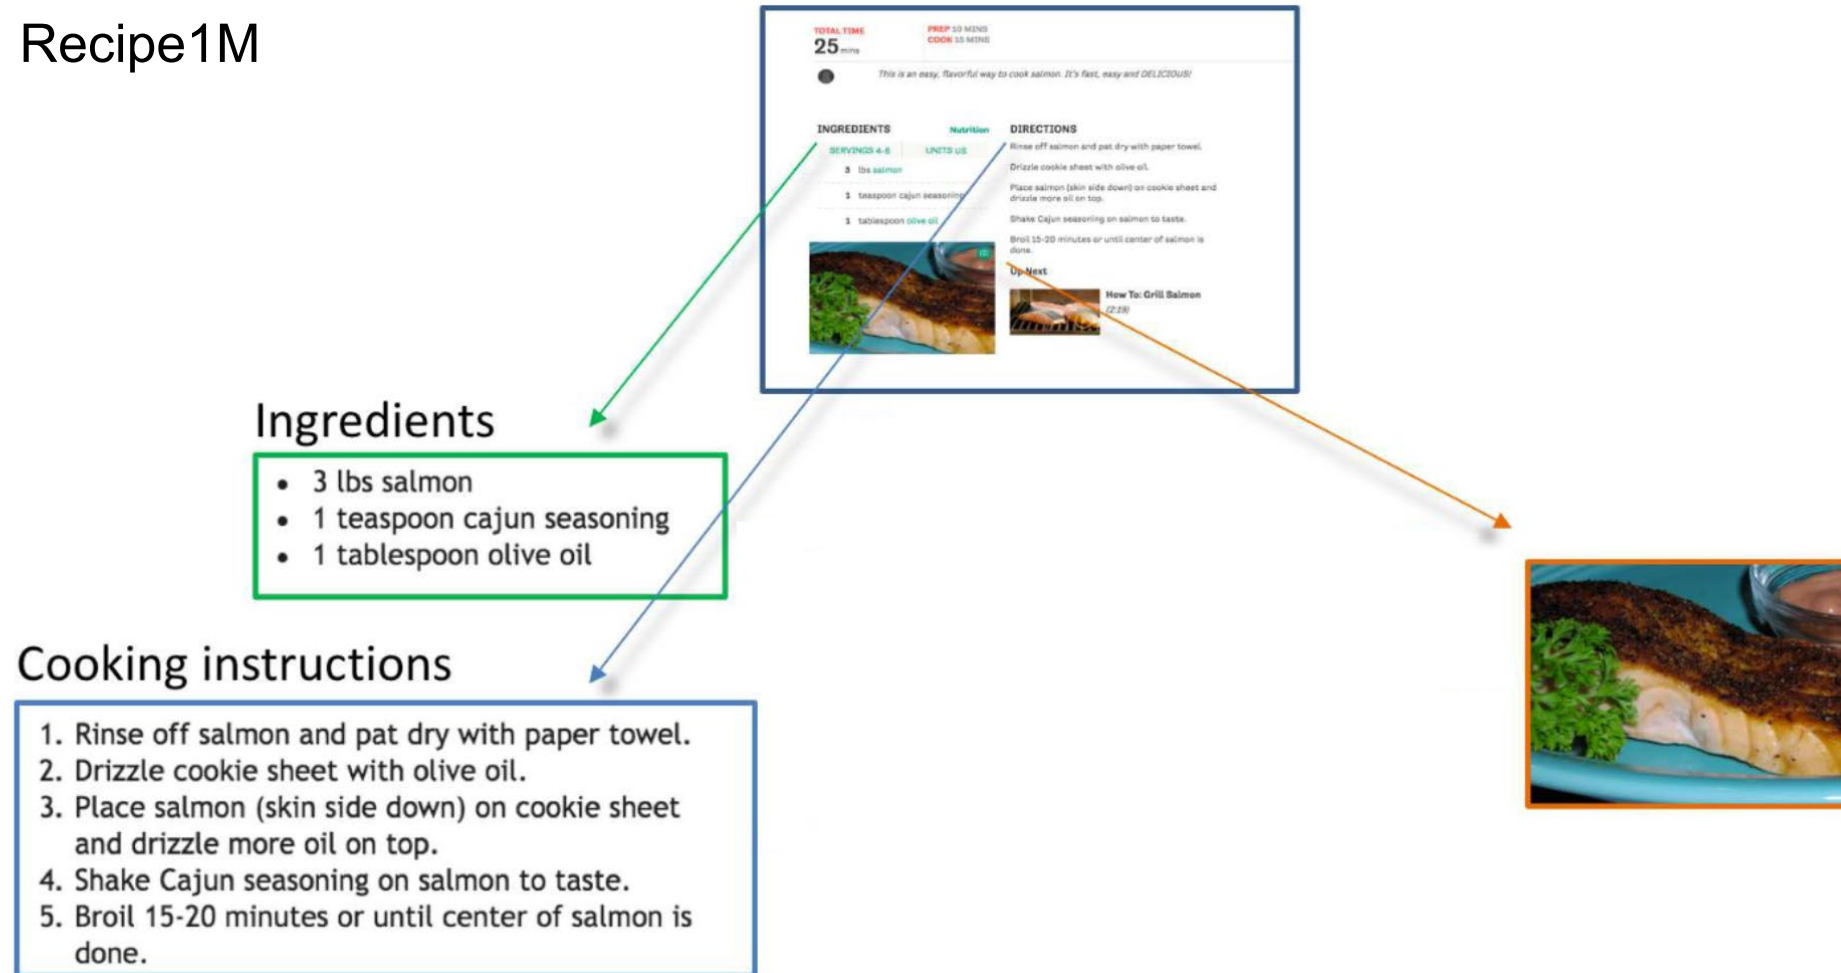 Recipe1M
TOTAL TIME
25 mins
PREP 10 MINS
COOK 15 MINS
This is an easy, flavorful way to cook salmon. It's fast, easy and DELICIOUS!
INGREDIENTS
Nutrition
SERVINGS 4-6
UNITS US
3 lbs salmon
1 teaspoon cajun seasoning
1 tablespoon olive oil
DIRECTIONS
Rinse off salmon and pat dry with paper towel.
Drizzle cookie sheet with olive oil.
Place salmon (skin side down) on cookie sheet and
drizzle more oil on top.
Shake Cajun seasoning on salmon to taste.
Broil 15-20 minutes or until center of salmon is
done.
Up Next
How To: Grill Salmon
(2:19)
Ingredients
• 3 lbs salmon
• 1 teaspoon cajun seasoning
• 1 tablespoon olive oil
Cooking instructions
1. Rinse off salmon and pat dry with paper towel.
2. Drizzle cookie sheet with olive oil.
3. Place salmon (skin side down) on cookie sheet
and drizzle more oil on top.
4. Shake Cajun seasoning on salmon to taste.
5. Broil 15-20 minutes or until center of salmon is
done.